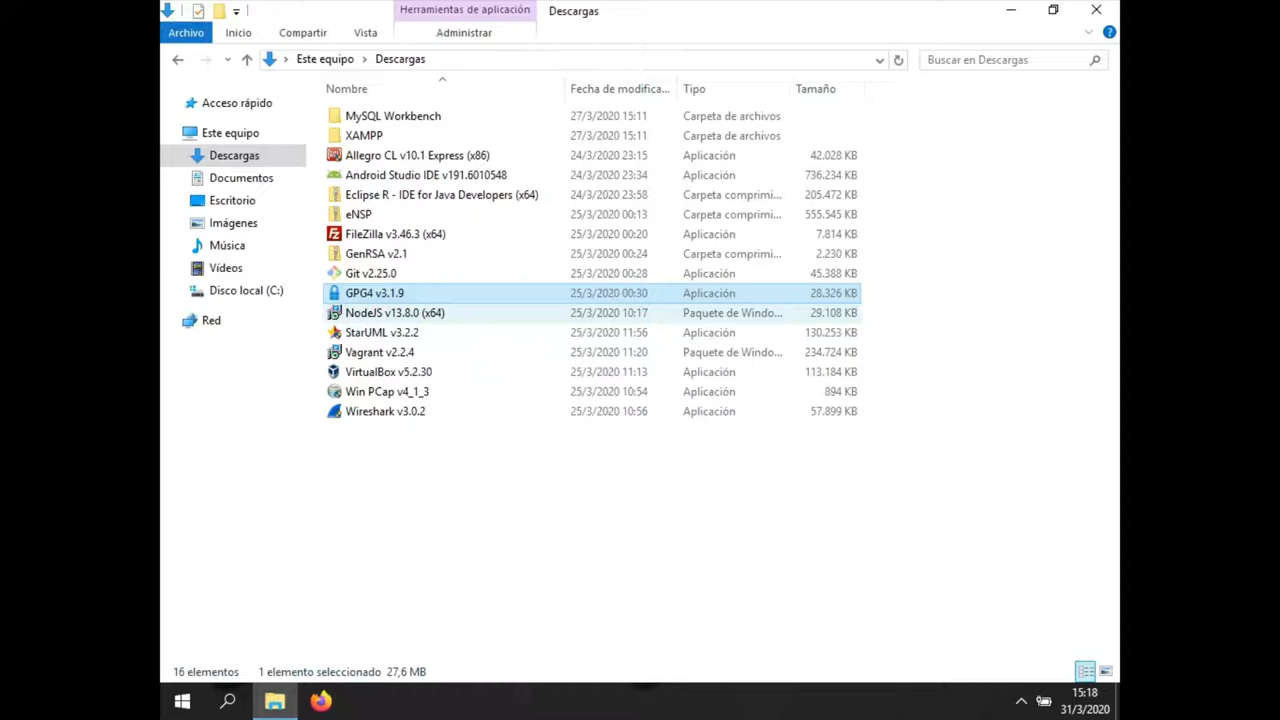 Herramientas de aplicación Descargas
Archivo Inicio Compartir Vista Administrar
Este equipo Descargas Buscar en Descargas
Nombre Fecha de modifica... Tipo Tamaño
Acceso rápido
Este equipo
Descargas
Documentos
Escritorio
Imágenes
Música
Vídeos
Disco local (C:)
Red
MySQL Workbench 27/3/2020 15:11 Carpeta de archivos
XAMPP 27/3/2020 15:11 Carpeta de archivos
Allegro CL v10.1 Express (x86) 24/3/2020 23:15 Aplicación 42.028 KB
Android Studio IDE v191.6010548 24/3/2020 23:34 Aplicación 736.234 KB
Eclipse R - IDE for Java Developers (x64) 24/3/2020 23:58 Carpeta comprimi... 205.472 KB
eNSP 25/3/2020 00:13 Carpeta comprimi... 555.545 KB
FileZilla v3.46.3 (x64) 25/3/2020 00:20 Aplicación 7.814 KB
GenRSA v2.1 25/3/2020 00:24 Carpeta comprimi... 2.230 KB
Git v2.25.0 25/3/2020 00:28 Aplicación 45.388 KB
GPG4 v3.1.9 25/3/2020 00:30 Aplicación 28.326 KB
NodeJS v13.8.0 (x64) 25/3/2020 10:17 Paquete de Windo... 29.108 KB
StarUML v3.2.2 25/3/2020 11:56 Aplicación 130.253 KB
Vagrant v2.2.4 25/3/2020 11:20 Paquete de Windo... 234.724 KB
VirtualBox v5.2.30 25/3/2020 11:13 Aplicación 113.184 KB
Win PCap v4_1_3 25/3/2020 10:54 Aplicación 894 KB
Wireshark v3.0.2 25/3/2020 10:56 Aplicación 57.899 KB
16 elementos 1 elemento seleccionado 27,6 MB
15:18
31/3/2020